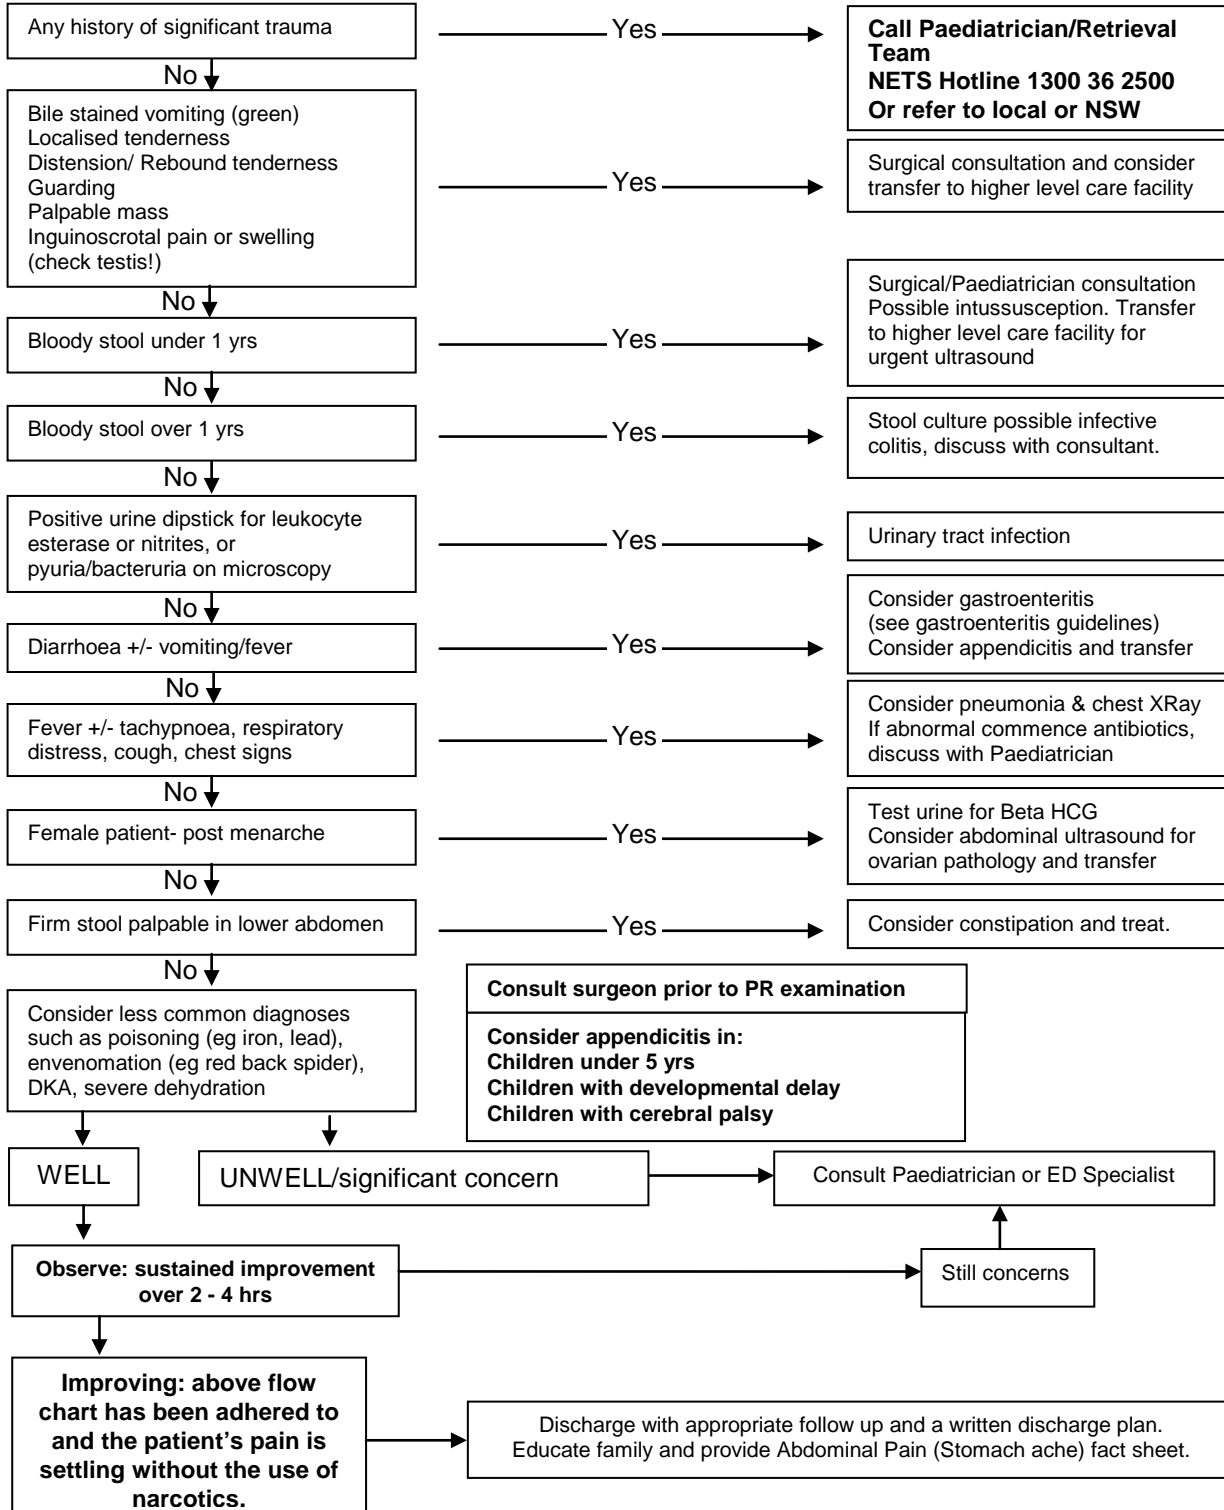 Any history of significant trauma
Yes
Call Paediatrician/Retrieval
Team
NETS Hotline 1300 36 2500
Or refer to local or NSW
No
Bile stained vomiting (green)
Localised tenderness
Distension/ Rebound tenderness
Guarding
Palpable mass
Inguinoscrotal pain or swelling
(check testis!)
Yes
Surgical consultation and consider
transfer to higher level care facility
No
Bloody stool under 1 yrs
Yes
Surgical/Paediatrician consultation
Possible intussusception. Transfer
to higher level care facility for
urgent ultrasound
No
Bloody stool over 1 yrs
Yes
Stool culture possible infective
colitis, discuss with consultant.
No
Positive urine dipstick for leukocyte
esterase or nitrites, or
pyuria/bacteruria on microscopy
Yes
Urinary tract infection
No
Diarrhoea +/- vomiting/fever
Yes
Consider gastroenteritis
(see gastroenteritis guidelines)
Consider appendicitis and transfer
No
Fever +/- tachypnoea, respiratory
distress, cough, chest signs
Yes
Consider pneumonia & chest XRay
If abnormal commence antibiotics,
discuss with Paediatrician
No
Female patient- post menarche
Yes
Test urine for Beta HCG
Consider abdominal ultrasound for
ovarian pathology and transfer
No
Firm stool palpable in lower abdomen
Yes
Consider constipation and treat.
No
Consider less common diagnoses
such as poisoning (eg iron, lead),
envenomation (eg red back spider),
DKA, severe dehydration
Consult surgeon prior to PR examination
Consider appendicitis in:
Children under 5 yrs
Children with developmental delay
Children with cerebral palsy
WELL
UNWELL/significant concern
Consult Paediatrician or ED Specialist
Observe: sustained improvement
over 2 - 4 hrs
Still concerns
Improving: above flow
chart has been adhered to
and the patient’s pain is
settling without the use of
narcotics.
Discharge with appropriate follow up and a written discharge plan.
Educate family and provide Abdominal Pain (Stomach ache) fact sheet.